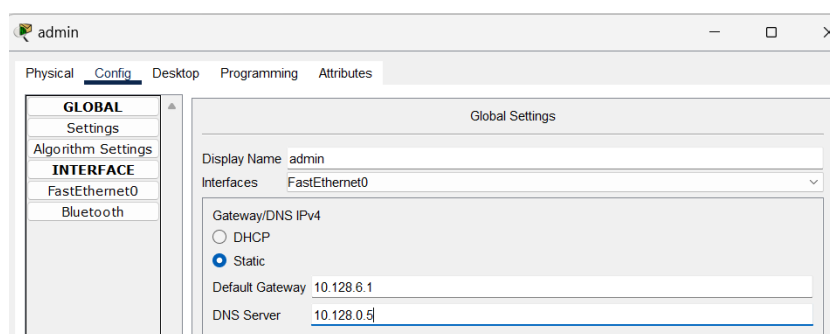 admin
Physical Config Desktop Programming Attributes
GLOBAL
Settings
Algorithm Settings
INTERFACE
FastEthernet0
Bluetooth
Global Settings
Display Name admin
Interfaces FastEthernet0
Gateway/DNS IPv4
DHCP
Static
Default Gateway 10.128.6.1
DNS Server 10.128.0.5